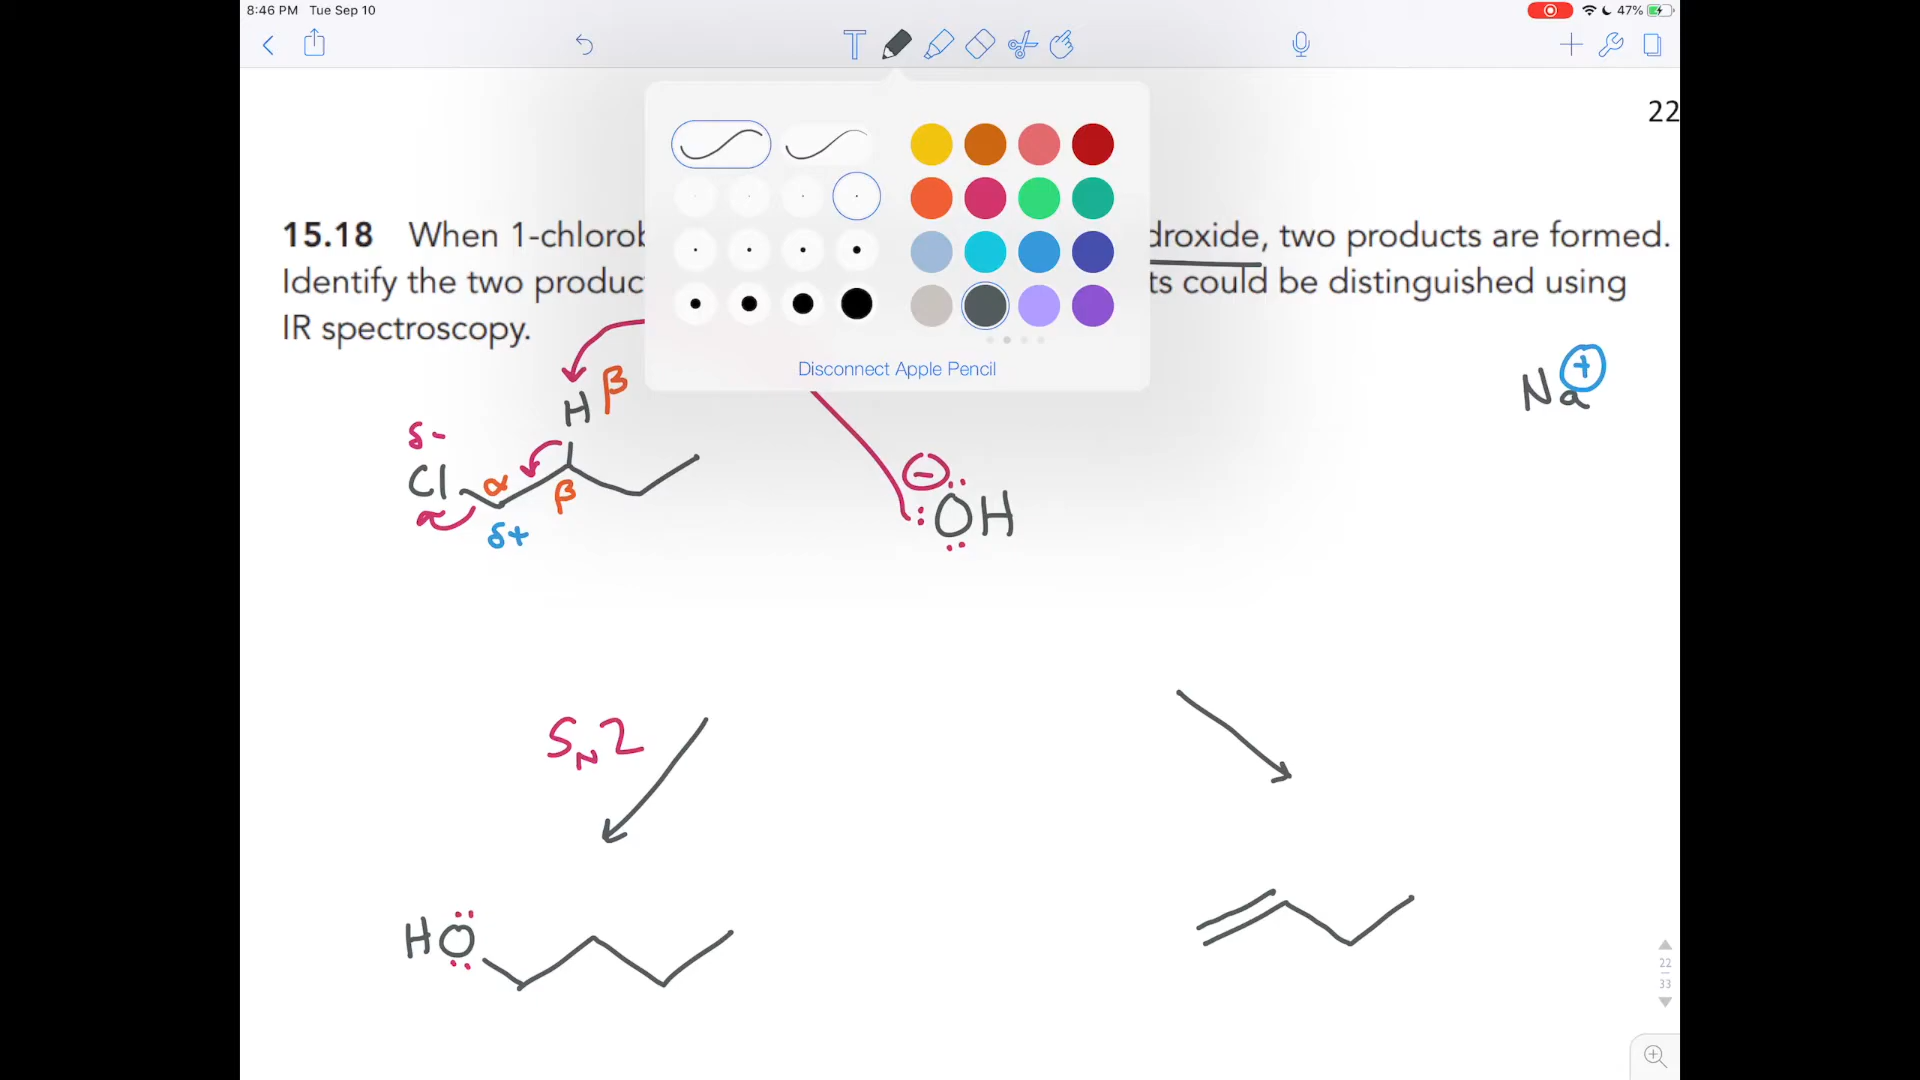 8:46 PM Tue Sep 10
47%
T
22
15.18 When 1-chlorob
droxide, two products are formed.
Identify the two produc
ts could be distinguished using
IR spectroscopy.
Disconnect Apple Pencil
Na +
H β
δ-
Cl α
β
δ+
−
:OH
SN2
HO
22
33